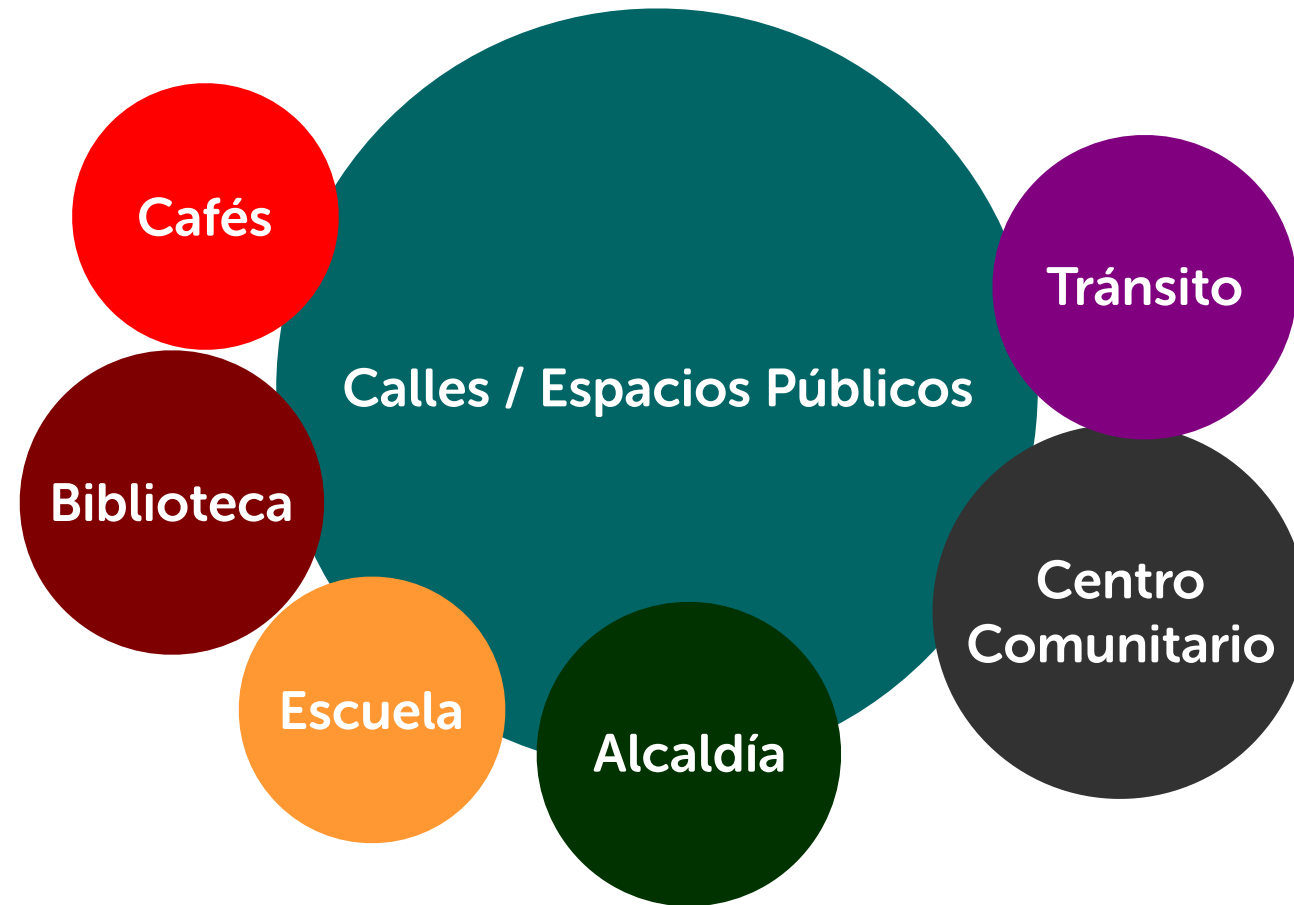 Cafés
Tránsito
Calles / Espacios Públicos
Biblioteca
Centro
Comunitario
Escuela
Alcaldía